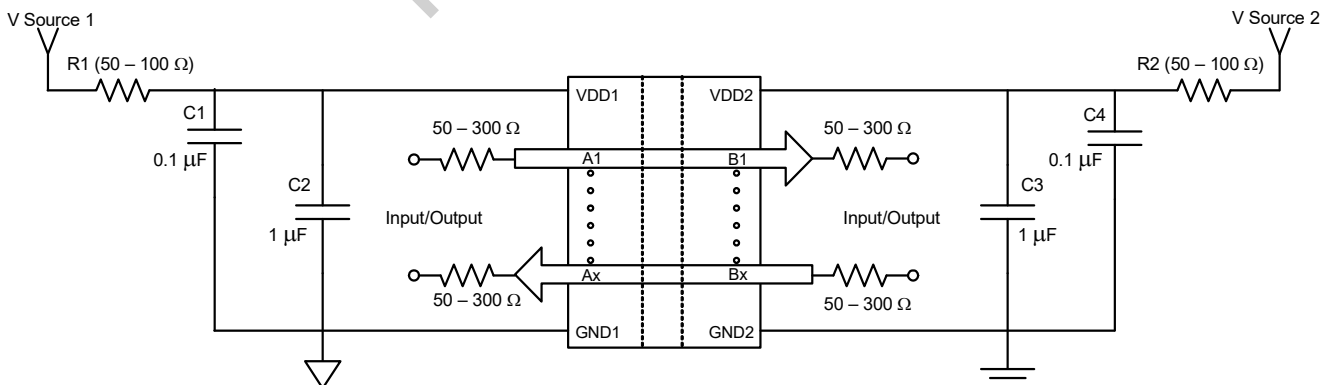 V Source 1
V Source 2
R1 (50 – 100 Ω)
R2 (50 – 100 Ω)
VDD1
VDD2
C1
C4
50 – 300 Ω
50 – 300 Ω
0.1 μF
0.1 μF
A1
B1
C2
C3
1 μF
1 μF
Input/Output
Input/Output
Ax
Bx
50 – 300 Ω
50 – 300 Ω
GND1
GND2